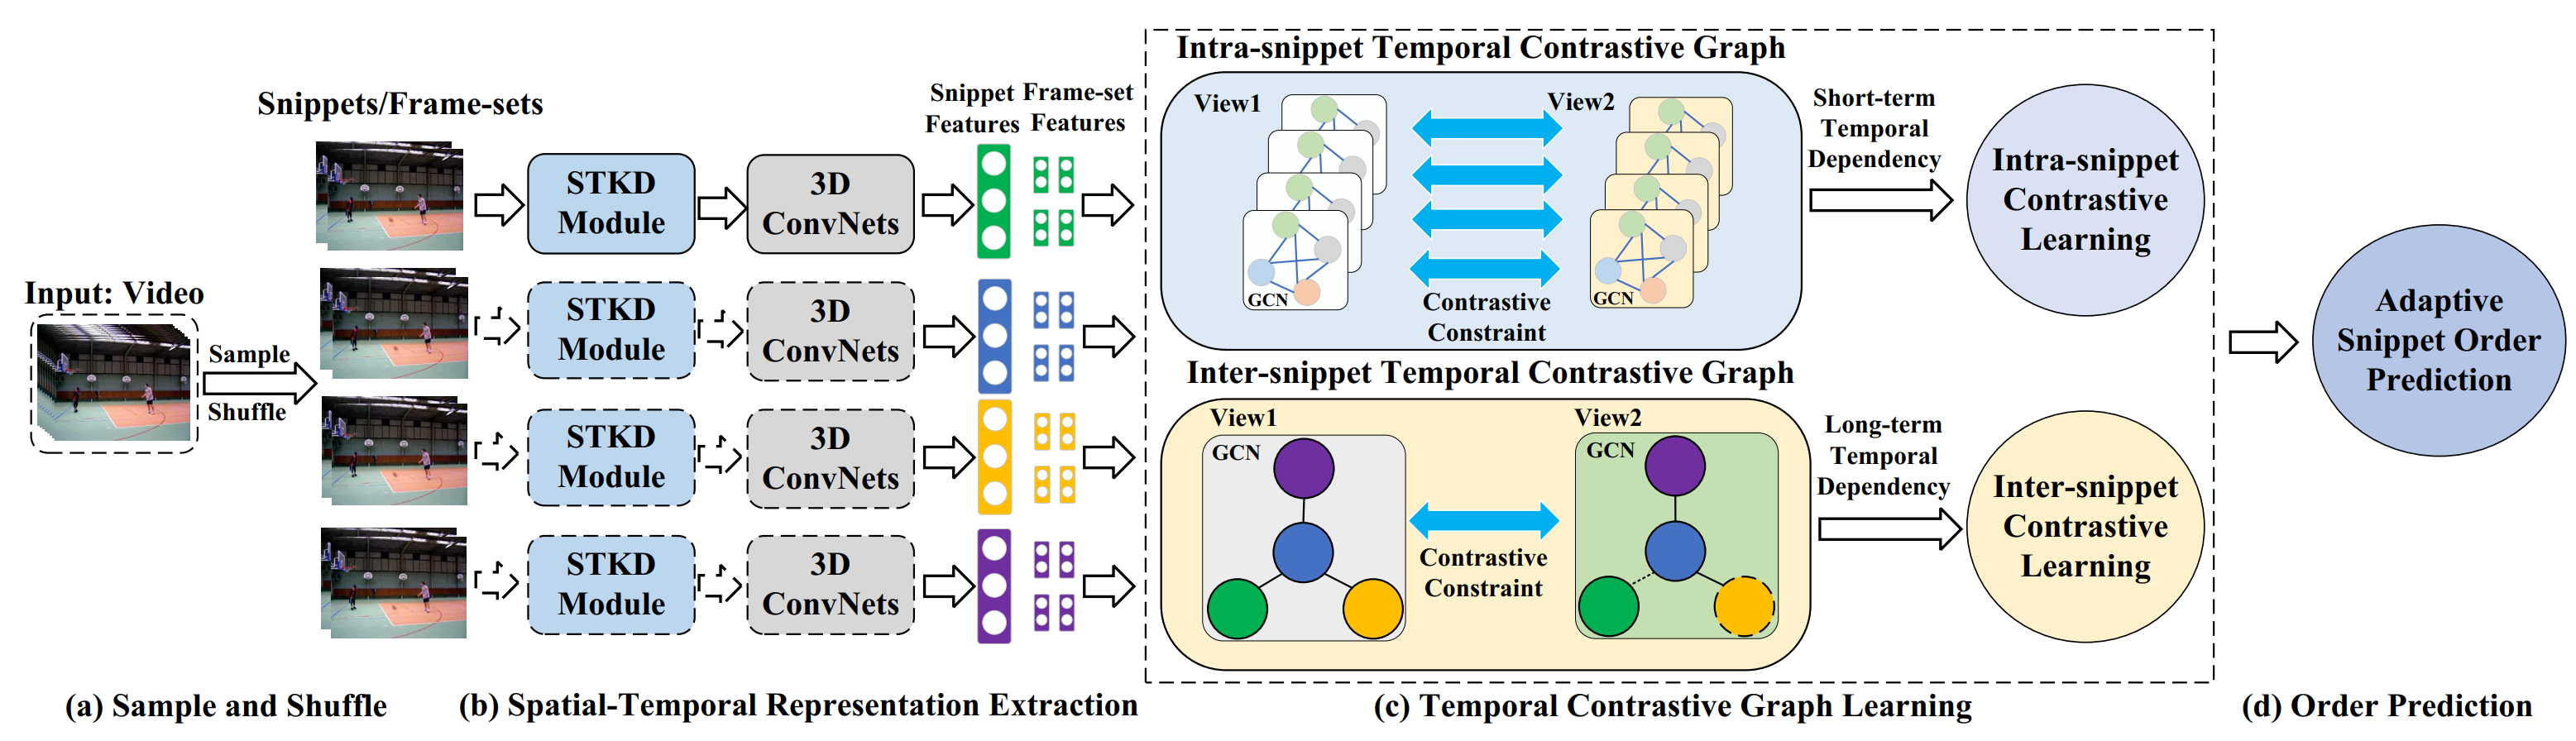 Snippets/Frame-sets
Input: Video
Sample
Shuffle
STKD
Module
3D
ConvNets
STKD
Module
3D
ConvNets
STKD
Module
3D
ConvNets
STKD
Module
3D
ConvNets
Snippet
Features
Frame-set
Features
Intra-snippet Temporal Contrastive Graph
View1
View2
GCN
GCN
Contrastive
Constraint
Short-term
Temporal
Dependency
Intra-snippet
Contrastive
Learning
Inter-snippet Temporal Contrastive Graph
View1
View2
GCN
GCN
Contrastive
Constraint
Long-term
Temporal
Dependency
Inter-snippet
Contrastive
Learning
Adaptive
Snippet Order
Prediction
(a) Sample and Shuffle
(b) Spatial-Temporal Representation Extraction
(c) Temporal Contrastive Graph Learning
(d) Order Prediction